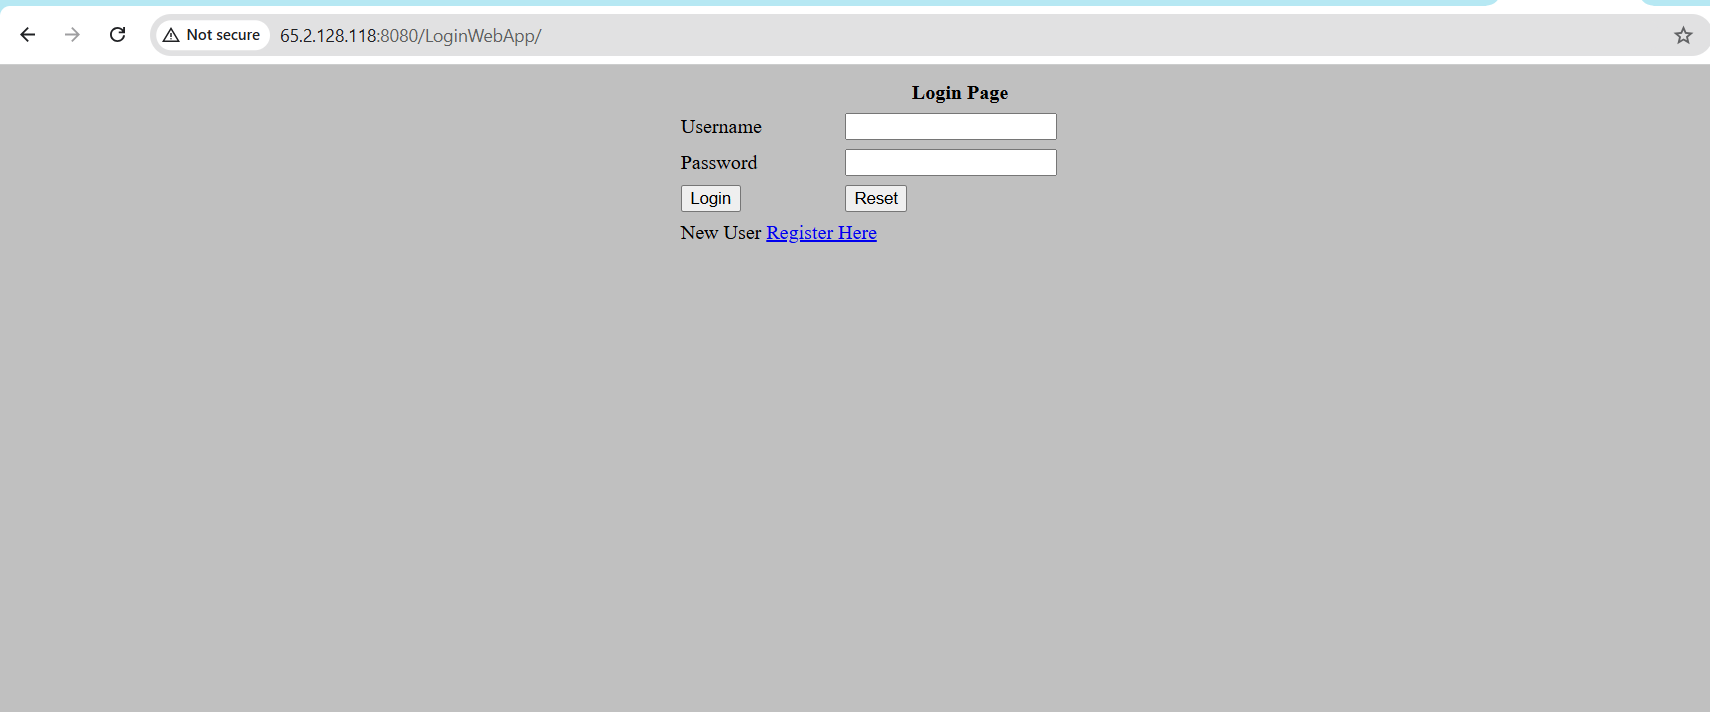 Not secure 65.2.128.118:8080/LoginWebApp/
Login Page
Username
Password
Login Reset
New User Register Here